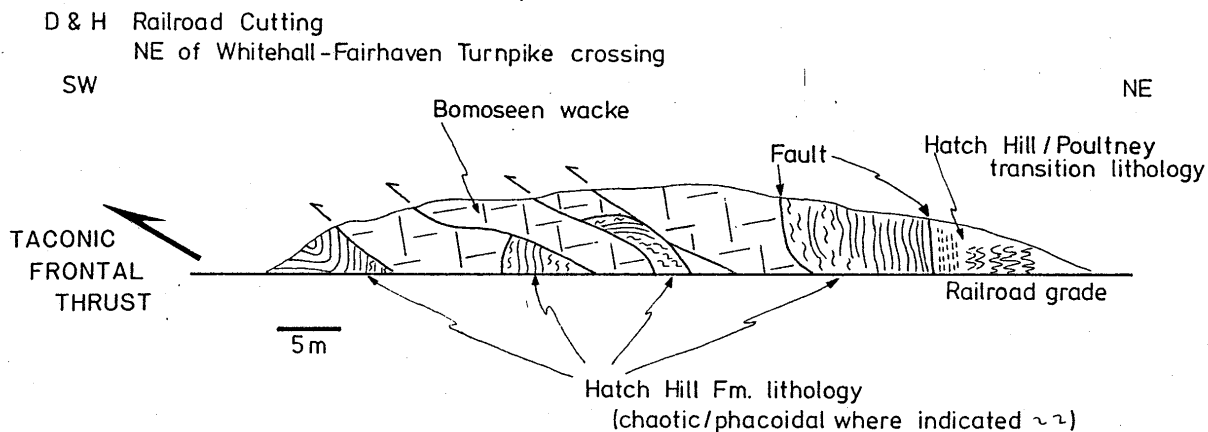 D & H Railroad Cutting
NE of Whitehall-Fairhaven Turnpike crossing
SW
NE
Bomoseen wacke
Fault
Hatch Hill / Poultney
transition lithology
TACONIC
FRONTAL
THRUST
Railroad grade
5 m
Hatch Hill Fm. lithology
(chaotic/phacoidal where indicated ~ ~)